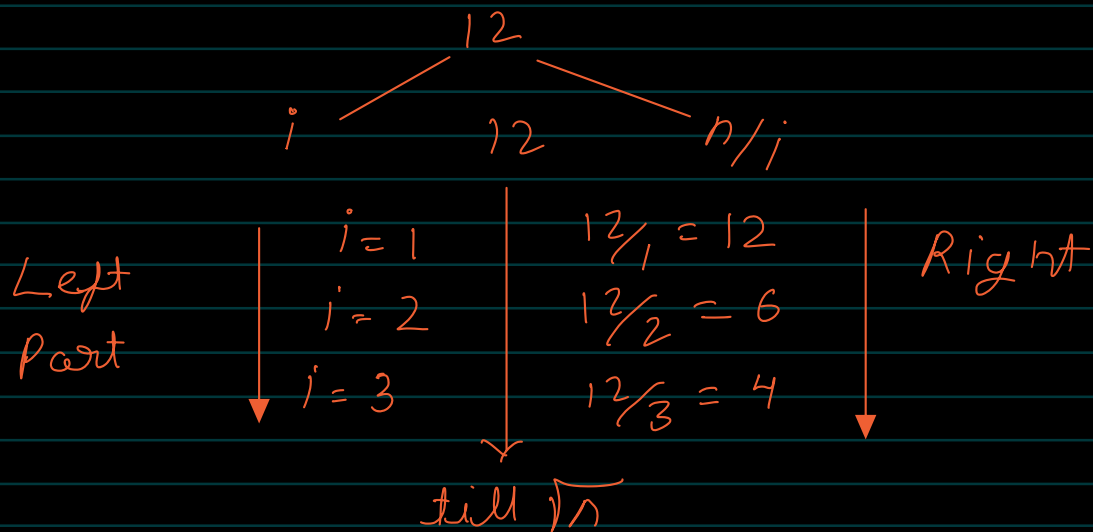 12
i 12 n/i
i = 1 12/1 = 12
Left Right
i = 2 12/2 = 6
Part
i = 3 12/3 = 4
till √n